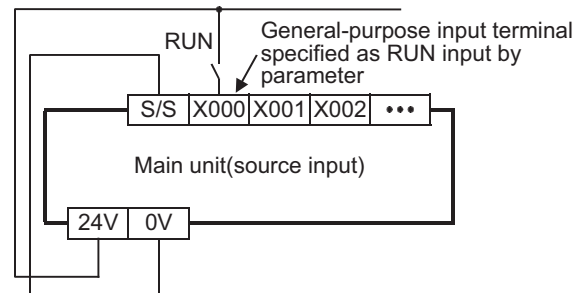 RUN
General-purpose input terminal
specified as RUN input by
parameter
S/S X000 X001 X002 •••
Main unit(source input)
24V 0V